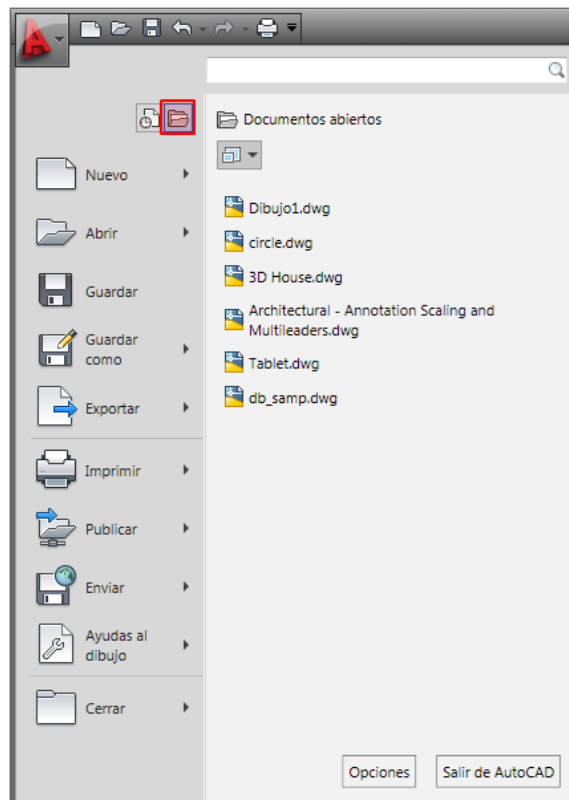 Documentos abiertos
Nuevo
Abrir
Guardar
Guardar
como
Exportar
Imprimir
Publicar
Enviar
Ayudas al
dibujo
Cerrar
Dibujo1.dwg
circle.dwg
3D House.dwg
Architectural - Annotation Scaling and
Multileaders.dwg
Tablet.dwg
db_samp.dwg
Opciones
Salir de AutoCAD